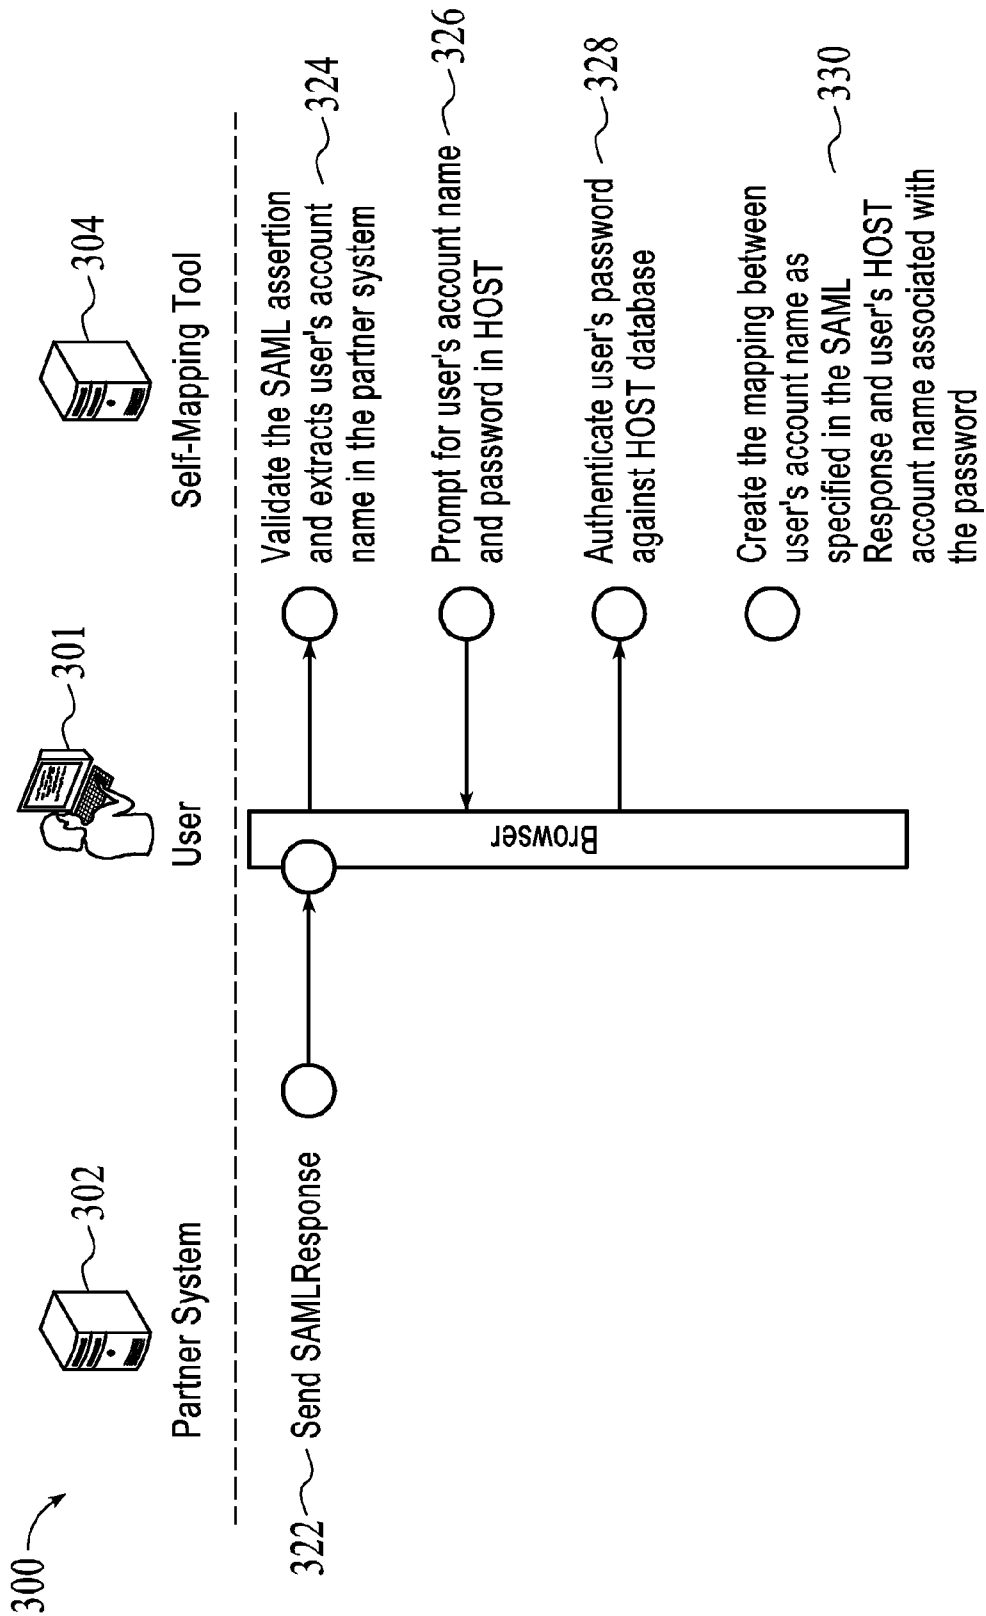 300
302
301
304
Partner System
User
Self-Mapping Tool
322
Send SAMLResponse
Browser
Validate the SAML assertion
and extracts user's account
name in the partner system
324
Prompt for user's account name
and password in HOST
326
Authenticate user's password
against HOST database
328
Create the mapping between
user's account name as
specified in the SAML
Response and user's HOST
account name associated with
the password
330